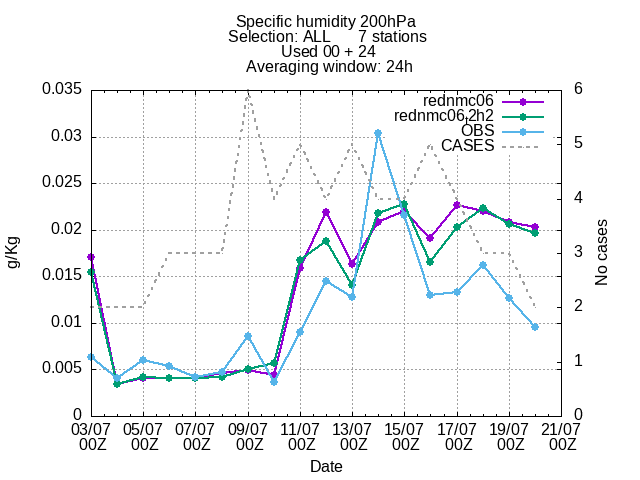 Specific humidity 200hPa
Selection: ALL 7 stations
Used 00 + 24
Averaging window: 24h
rednmc06
rednmc06,2h2
OBS
CASES
0.035
0.03
0.025
0.02
0.015
0.01
0.005
0
6
5
4
3
2
1
0
g/Kg
No cases
03/07 05/07 07/07 09/07 11/07 13/07 15/07 17/07 19/07 21/07
00Z 00Z 00Z 00Z 00Z 00Z 00Z 00Z 00Z 00Z
Date